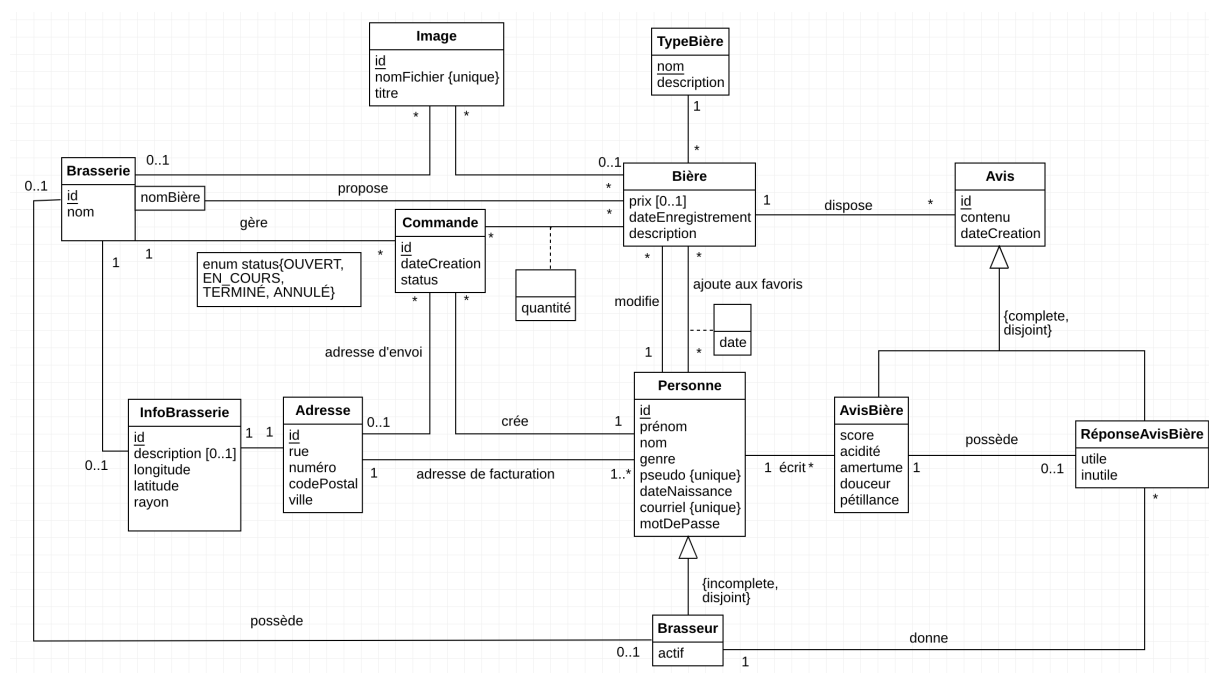 Image
id
nomFichier {unique}
titre
TypeBière
nom
description
*
*
1
*
0..1
0..1
Brasserie
id
nom
0..1
nomBière
propose
*
Bière
prix [0..1]
dateEnregistrement
description
1
dispose
*
Avis
id
contenu
dateCreation
gère
1
1
*
Commande
id
dateCreation
status
*
*
enum status{OUVERT,
EN_COURS,
TERMINÉ, ANNULÉ}
quantité
*
*
modifie
ajoute aux favoris
date
1
*
{complete,
disjoint}
*
*
adresse d'envoi
InfoBrasserie
id
description [0..1]
longitude
latitude
rayon
0..1
1
1
Adresse
id
rue
numéro
codePostal
ville
0..1
crée
1
1
adresse de facturation
1..*
Personne
id
prénom
nom
genre
pseudo {unique}
dateNaissance
courriel {unique}
motDePasse
1
écrit
*
AvisBière
score
acidité
amertume
douceur
pétillance
possède
1
0..1
RéponseAvisBière
utile
inutile
*
{incomplete,
disjoint}
possède
0..1
Brasseur
actif
donne
1